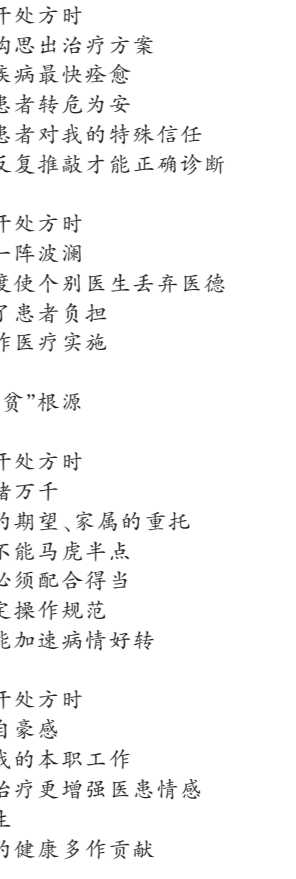 开处方时
构思出治疗方案
疾病最快痊愈
患者转危为安
患者对我的特殊信任
反复推敲才能正确诊断
开处方时
一阵波澜
度使个别医生丢弃医德
了患者负担
作医疗实施
贫”根源
开处方时
绪万千
的期望、家属的重托
不能马虎半点
必须配合得当
定操作规范
能加速病情好转
开处方时
自豪感
我的本职工作
治疗更增强医患情感
生
的健康多作贡献